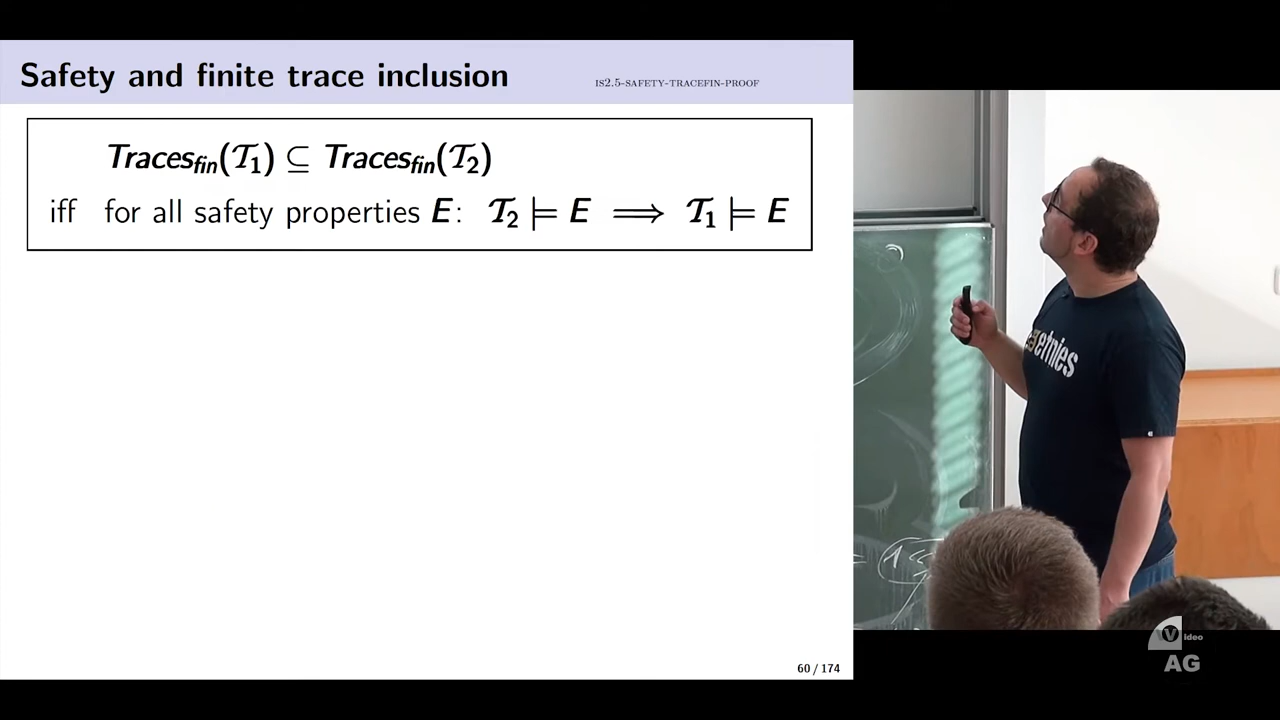 Safety and finite trace inclusion
IS2.5-SAFETY-TRACEFIN-PROOF
Traces_fin(𝒯₁) ⊆ Traces_fin(𝒯₂)
iff for all safety properties E: 𝒯₂ ⊨ E ⟹ 𝒯₁ ⊨ E
60 / 174
etnies
Video
AG